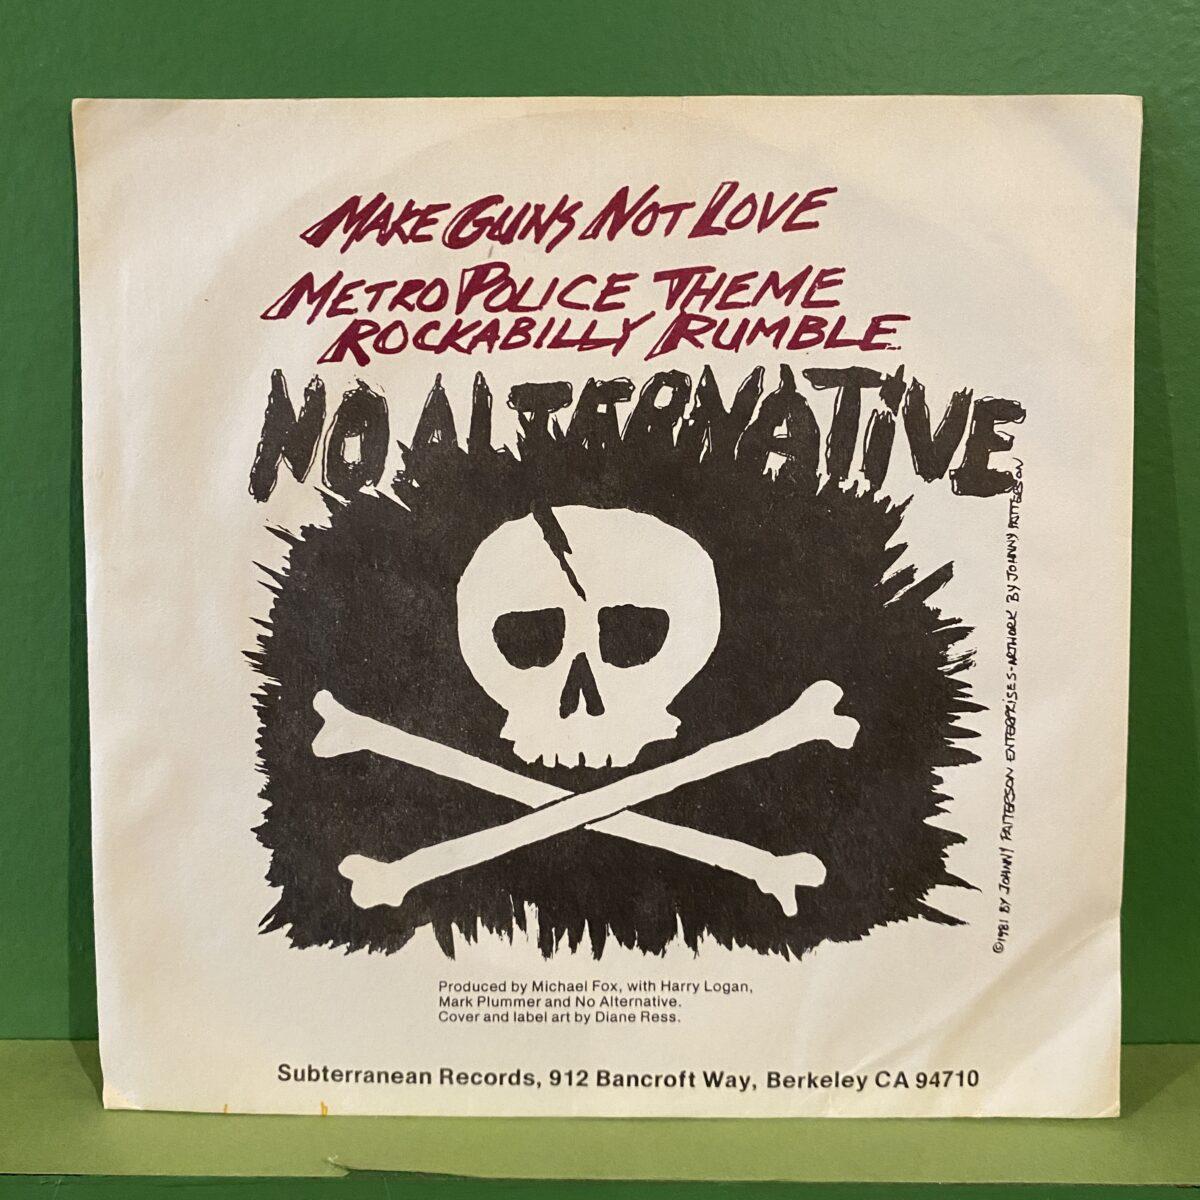 MAKE GUNS NOT LOVE
METRO POLICE THEME
ROCKABILLY RUMBLE
NO ALTERNATIVE
©1981 BY JOHNNY PATTERSON ENTERPRISES-ARTWORK BY JOHNNY PATTERSON
Produced by Michael Fox, with Harry Logan,
Mark Plummer and No Alternative.
Cover and label art by Diane Ress.
Subterranean Records, 912 Bancroft Way, Berkeley CA 94710